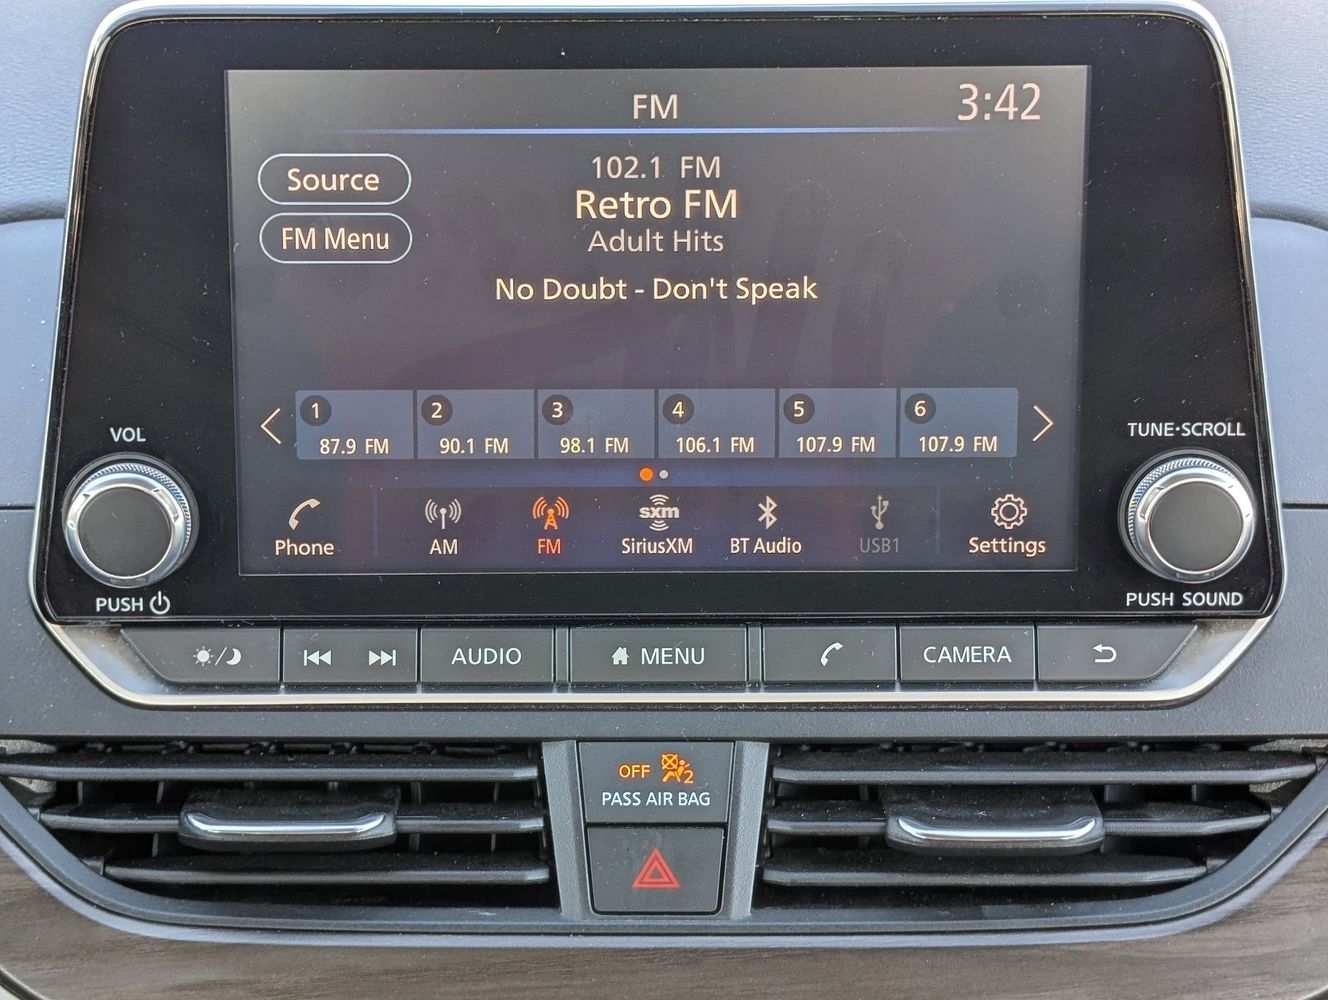 FM
3:42
Source
102.1 FM
Retro FM
FM Menu
Adult Hits
No Doubt - Don't Speak
1
87.9 FM
2
90.1 FM
3
98.1 FM
4
106.1 FM
5
107.9 FM
6
107.9 FM
VOL
PUSH
TUNE·SCROLL
PUSH SOUND
Phone
AM
FM
sxm
SiriusXM
BT Audio
USB1
Settings
AUDIO
MENU
CAMERA
OFF 2
PASS AIR BAG